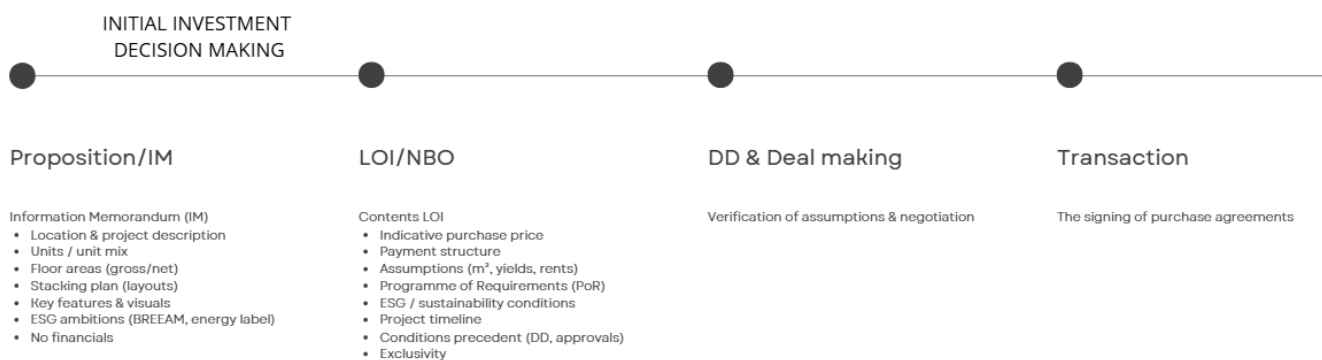 INITIAL INVESTMENT
DECISION MAKING
Proposition/IM
Information Memorandum (IM)
• Location & project description
• Units / unit mix
• Floor areas (gross/net)
• Stacking plan (layouts)
• Key features & visuals
• ESG ambitions (BREEAM, energy label)
• No financials
LOI/NBO
Contents LOI
• Indicative purchase price
• Payment structure
• Assumptions (m², yields, rents)
• Programme of Requirements (PoR)
• ESG / sustainability conditions
• Project timeline
• Conditions precedent (DD, approvals)
• Exclusivity
DD & Deal making
Verification of assumptions & negotiation
Transaction
The signing of purchase agreements